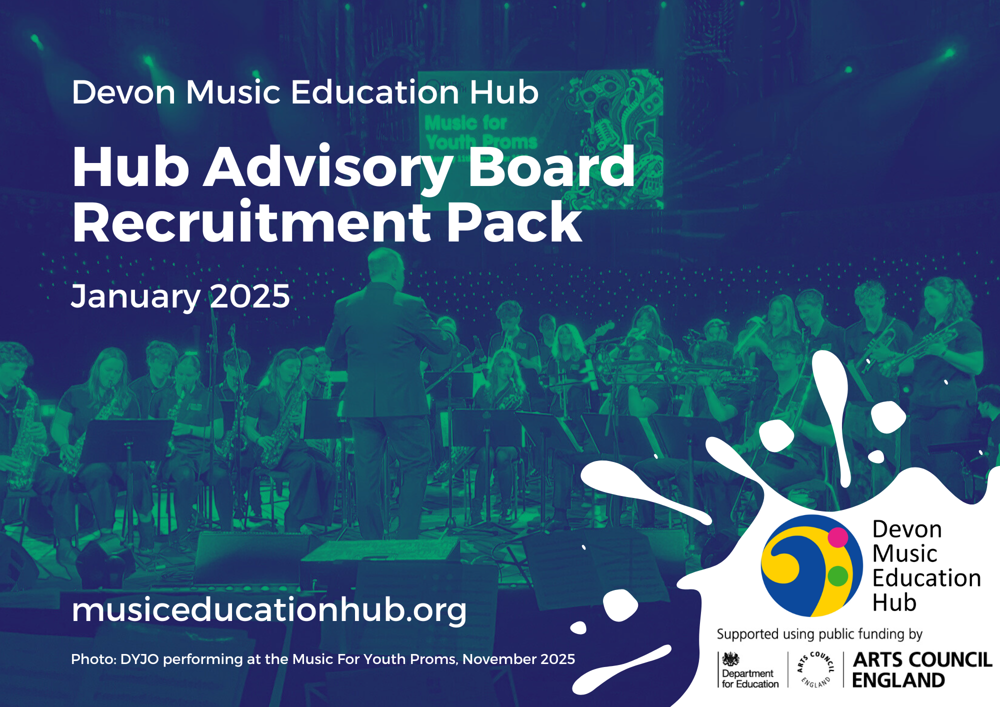 Devon Music Education Hub
Music for
Youth Proms
Hub Advisory Board
Recruitment Pack
January 2025
musiceducationhub.org
Photo: DYJO performing at the Music For Youth Proms, November 2025
Devon
Music
Education
Hub
Supported using public funding by
Department
for Education
ARTS COUNCIL
ENGLAND
ARTS COUNCIL
ENGLAND